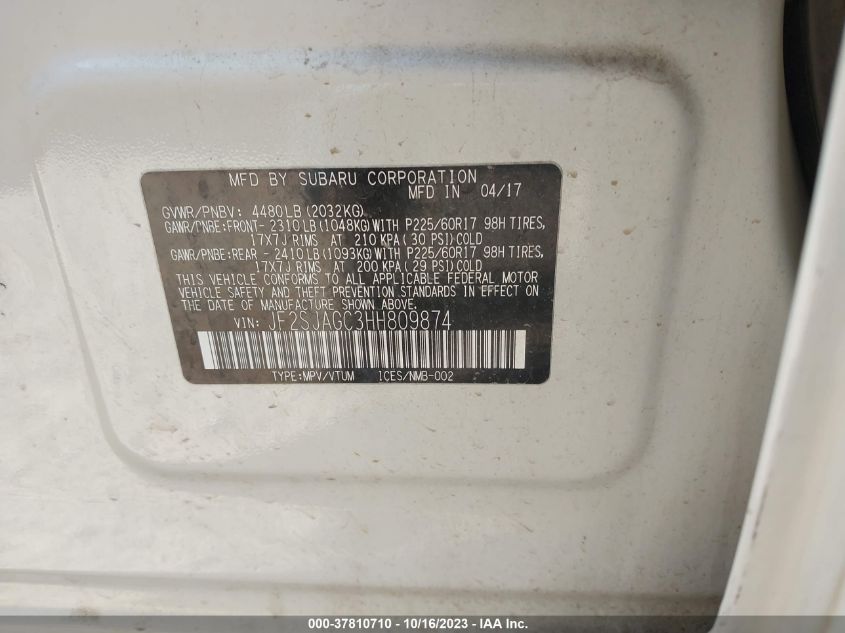 MFD BY SUBARU CORPORATION
MFD IN 04/17
GVWR/PNBV: 4480LB(2032KG)
GAWR/PNBE:FRONT- 2310LB(1048KG)WITH P225/60R17 98H TIRES,
17X7J RIMS AT 210 KPA( 30 PSI)COLD
GAWR/PNBE:REAR - 2410LB(1093KG)WITH P225/60R17 98H TIRES,
17X7J RIMS AT 200 KPA( 29 PSI)COLD
THIS VEHICLE CONFORMS TO ALL APPLICABLE FEDERAL MOTOR
VEHICLE SAFETY AND THEFT PREVENTION STANDARDS IN EFFECT ON
THE DATE OF MANUFACTURE SHOWN ABOVE.
VIN: JF2SJAGC3HH809874
TYPE:MPV/VTUM ICES/NMB-002
000-37810710 - 10/16/2023 - IAA Inc.